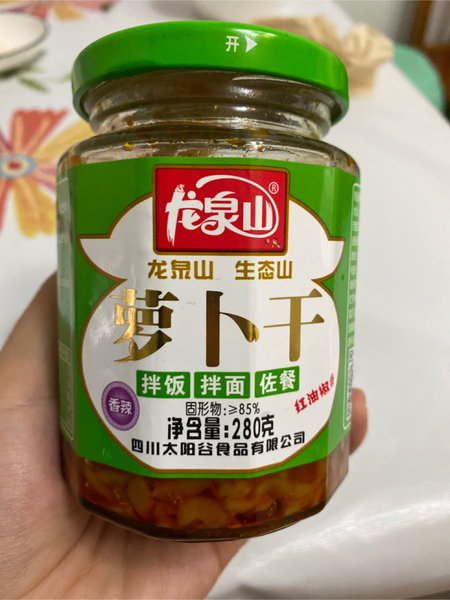 开
龙泉山®
龙泉山 生态山
萝卜干
拌饭 拌面 佐餐
香辣
红油椒香
固形物:≥85%
净含量:280克
四川太阳谷食品有限公司